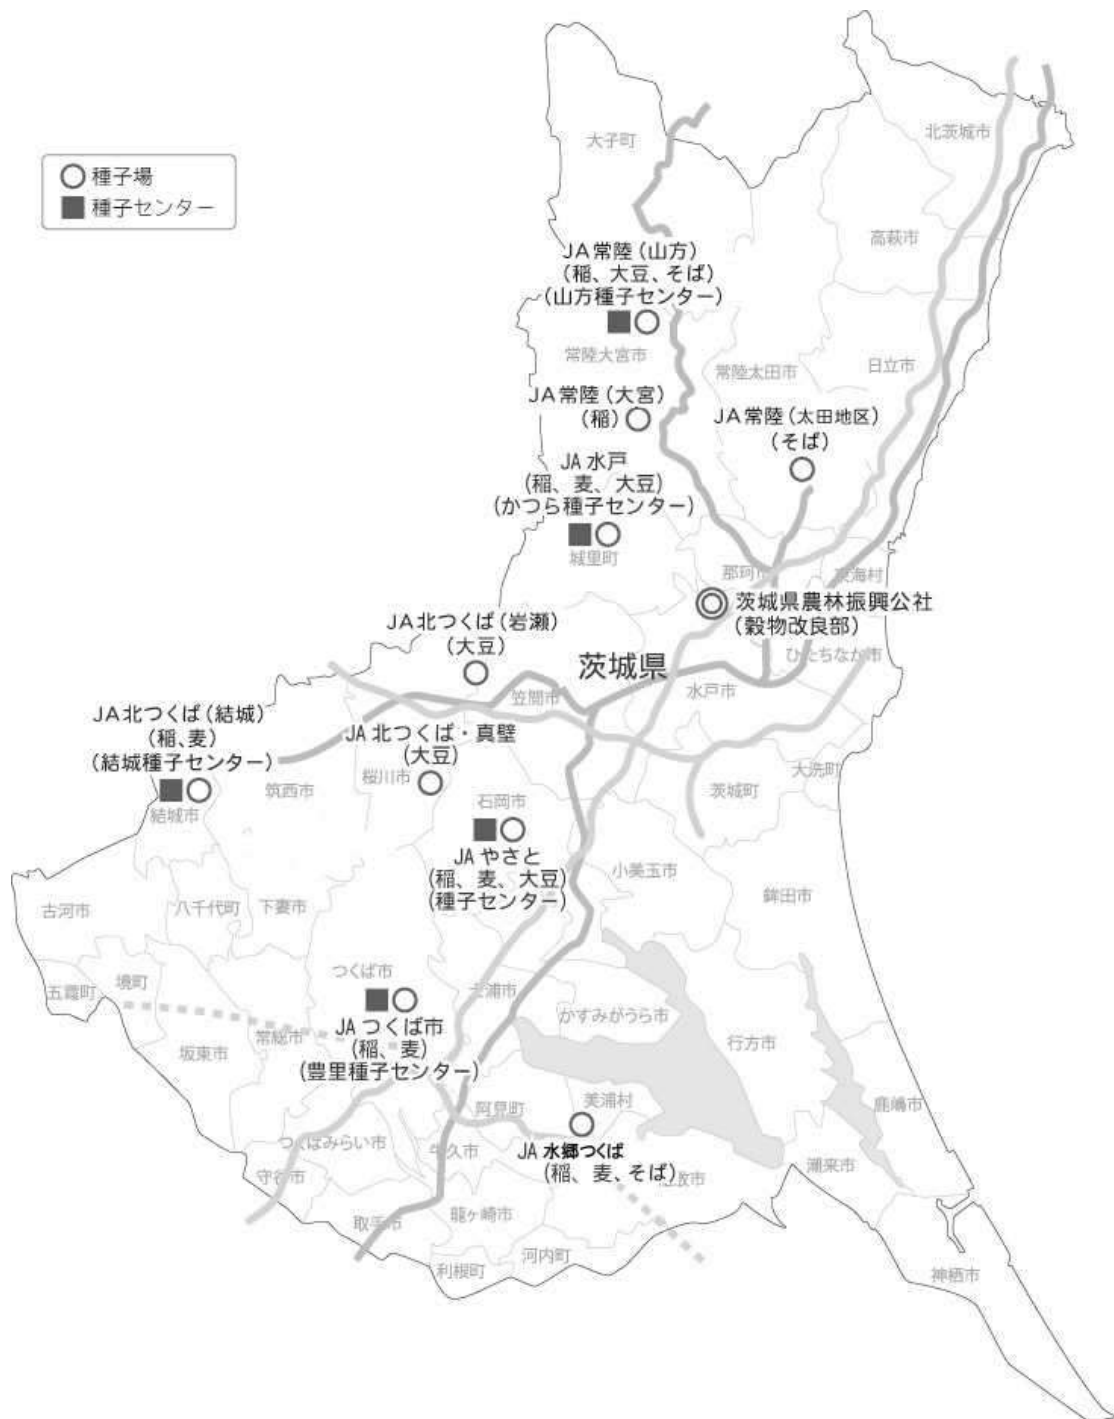 種子場
種子センター
大子町
北茨城市
高萩市
JA常陸（山方）
（稲、大豆、そば）
（山方種子センター）
常陸大宮市
常陸太田市
日立市
JA常陸（大宮）
（稲）
JA常陸（太田地区）
（そば）
JA 水戸
（稲、麦、大豆）
（かつら種子センター）
城里町
那珂市
東海村
茨城県農林振興公社
（穀物改良部）
ひたちなか市
JA北つくば（岩瀬）
（大豆）
茨城県
笠間市
水戸市
JA北つくば（結城）
（稲、麦）
（結城種子センター）
結城市
筑西市
JA 北つくば・真壁
（大豆）
桜川市
大洗町
茨城町
石岡市
JA やさと
（稲、麦、大豆）
（種子センター）
小美玉市
鉾田市
古河市
八千代町
下妻市
五霞町
境町
つくば市
土浦市
かすみがうら市
坂東市
常総市
JA つくば市
（稲、麦）
（豊里種子センター）
行方市
鹿嶋市
阿見町
美浦村
つくばみらい市
牛久市
JA 水郷つくば
（稲、麦、そば）
守谷市
潮来市
取手市
龍ヶ崎市
河内町
利根町
神栖市